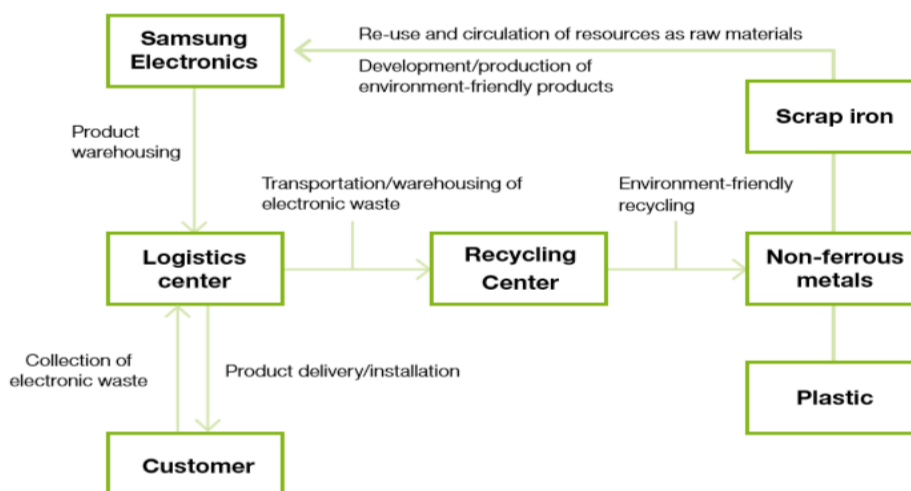 Samsung
Electronics
Re-use and circulation of resources as raw materials
Development/production of
environment-friendly products
Scrap iron
Product
warehousing
Transportation/warehousing of
electronic waste
Environment-friendly
recycling
Logistics
center
Recycling
Center
Non-ferrous
metals
Collection of
electronic waste
Product delivery/installation
Plastic
Customer